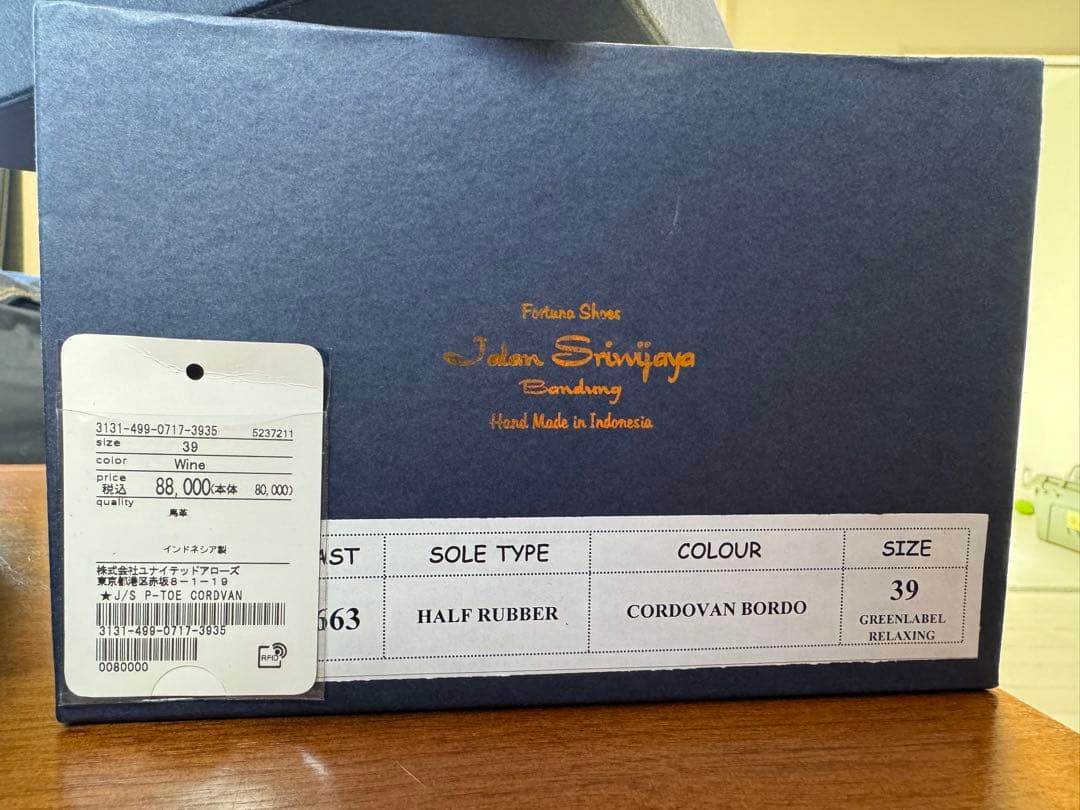 Fortuna Shoes
Jalan Sriwijaya
Bandung
Hand Made in Indonesia
3131-499-0717-3935 5237211
size 39
color Wine
price
税込 88,000(本体 80,000)
quality
馬革
インドネシア製
株式会社ユナイテッドアローズ
東京都港区赤坂8-1-19
★J/S P-TOE CORDVAN
3131-499-0717-3935
0080000
RFID
AST SOLE TYPE COLOUR SIZE
663 HALF RUBBER CORDOVAN BORDO 39
GREENLABEL
RELAXING